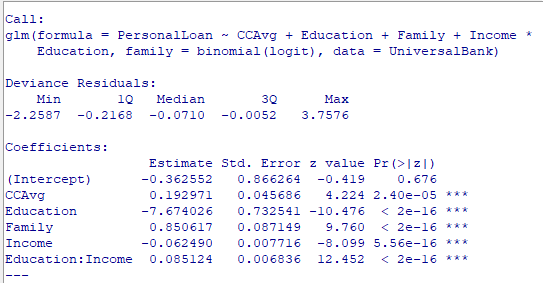 Call:
glm(formula = PersonalLoan ~ CCAvg + Education + Family + Income *
    Education, family = binomial(logit), data = UniversalBank)
Deviance Residuals:
    Min       1Q   Median       3Q      Max
-2.2587  -0.2168  -0.0710  -0.0052   3.7576
Coefficients:
                  Estimate Std. Error z value Pr(>|z|)
(Intercept)      -0.362552   0.866264  -0.419    0.676
CCAvg             0.192971   0.045686   4.224 2.40e-05 ***
Education        -7.674026   0.732541 -10.476  < 2e-16 ***
Family            0.850617   0.087149   9.760  < 2e-16 ***
Income           -0.062490   0.007716  -8.099 5.56e-16 ***
Education:Income  0.085124   0.006836  12.452  < 2e-16 ***
---